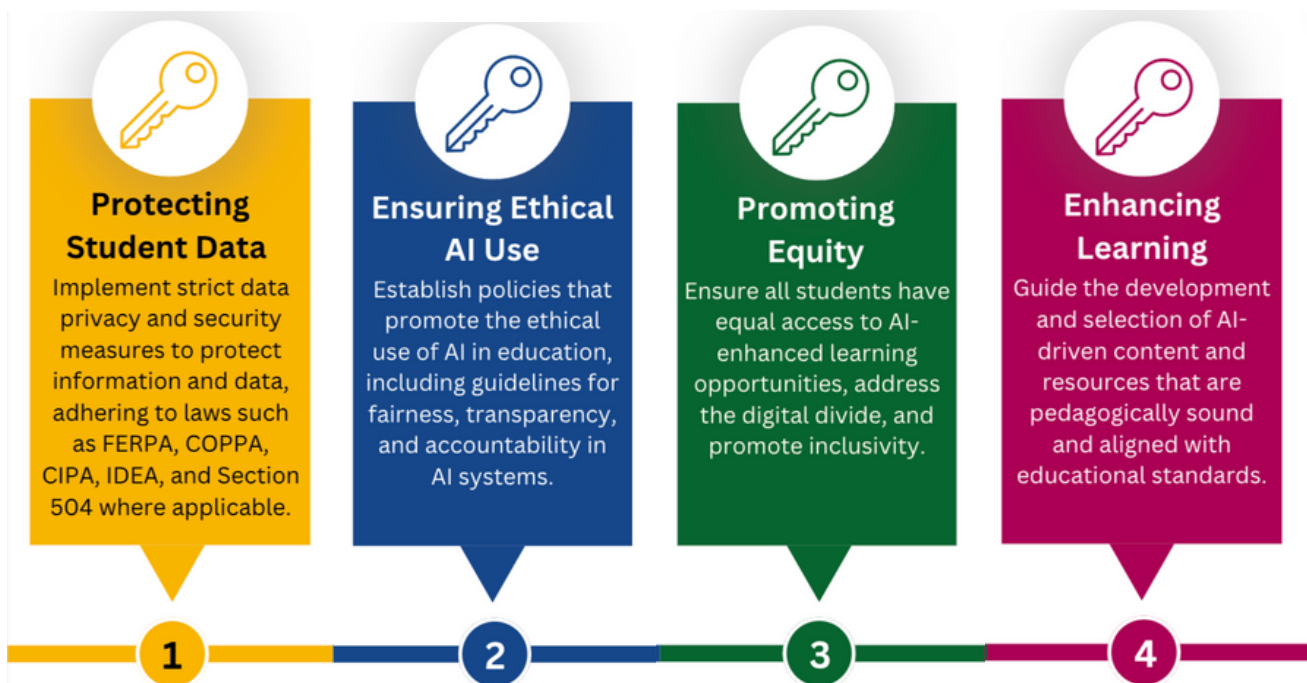 Protecting
Student Data
Implement strict data
privacy and security
measures to protect
information and data,
adhering to laws such
as FERPA, COPPA,
CIPA, IDEA, and Section
504 where applicable.
1
Ensuring Ethical
AI Use
Establish policies that
promote the ethical
use of AI in education,
including guidelines for
fairness, transparency,
and accountability in
AI systems.
2
Promoting
Equity
Ensure all students have
equal access to AI-
enhanced learning
opportunities, address
the digital divide, and
promote inclusivity.
3
Enhancing
Learning
Guide the development
and selection of AI-
driven content and
resources that are
pedagogically sound
and aligned with
educational standards.
4